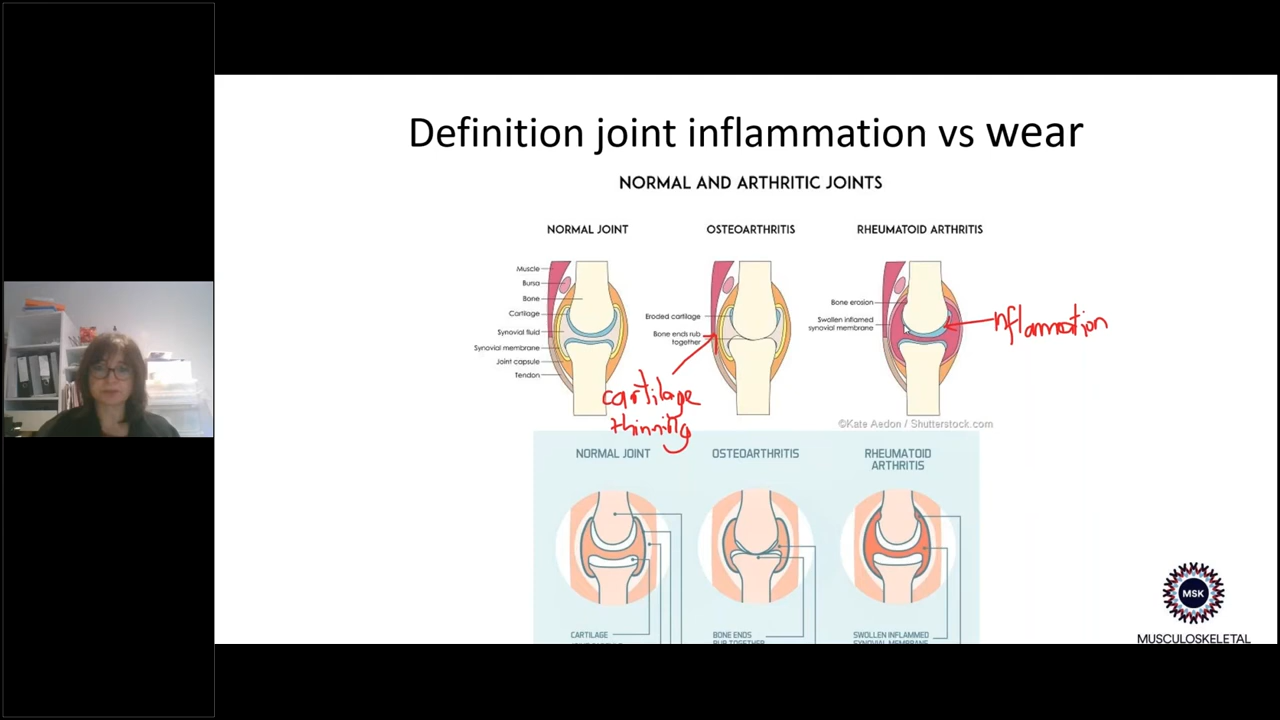 Definition joint inflammation vs wear
NORMAL AND ARTHRITIC JOINTS
NORMAL JOINT
OSTEOARTHRITIS
RHEUMATOID ARTHRITIS
Muscle
Bursa
Bone
Cartilage
Synovial fluid
Synovial membrane
Joint capsule
Tendon
Eroded cartilage
Bone ends rub
together
Bone erosion
Swollen inflamed
synovial membrane
inflammation
cartilage
thinning
©Kate Aedon / Shutterstock.com
NORMAL JOINT
OSTEOARTHRITIS
RHEUMATOID
ARTHRITIS
CARTILAGE
BONE ENDS
RUB TOGETHER
SWOLLEN INFLAMED
SYNOVIAL MEMBRANE
MSK
MUSCULOSKELETAL